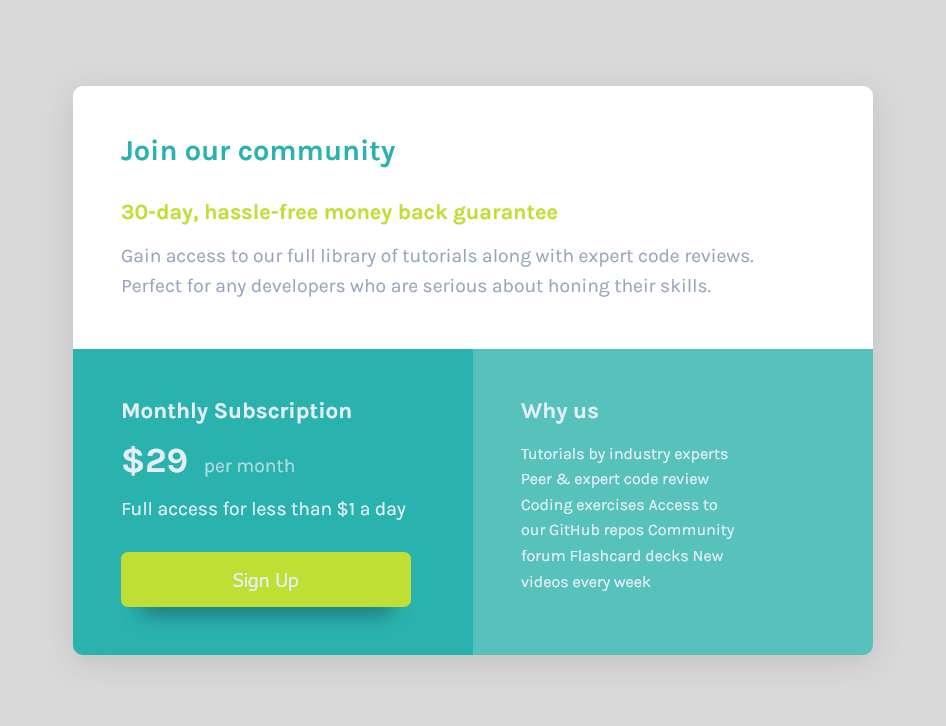 Join our community
30-day, hassle-free money back guarantee
Gain access to our full library of tutorials along with expert code reviews.
Perfect for any developers who are serious about honing their skills.
Monthly Subscription
$29 per month
Full access for less than $1 a day
Sign Up
Why us
Tutorials by industry experts
Peer & expert code review
Coding exercises Access to
our GitHub repos Community
forum Flashcard decks New
videos every week